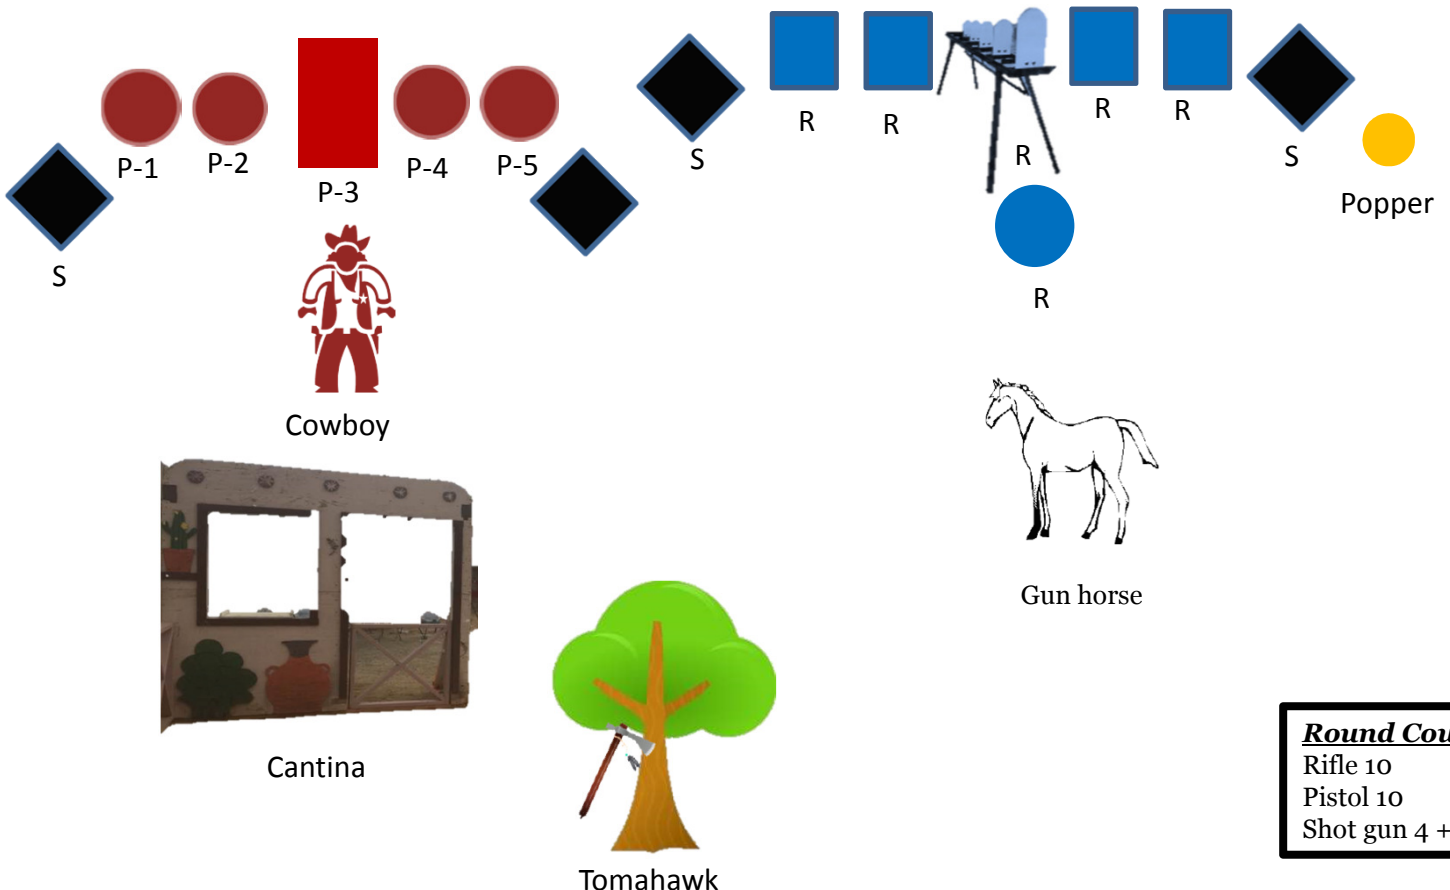 P-1
P-2
P-3
P-4
P-5
S
S
R
R
R
R
R
S
Popper
R
Cowboy
Gun horse
Cantina
Tomahawk
Round Cou
Rifle 10
Pistol 10
Shot gun 4 +